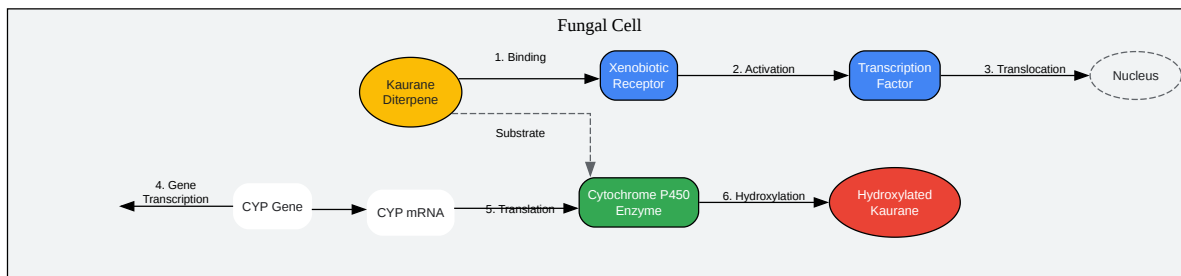 Fungal Cell
1. Binding
Kaurane
Diterpene
Xenobiotic
Receptor
2. Activation
Transcription
Factor
3. Translocation
Nucleus
Substrate
4. Gene
Transcription
CYP Gene
CYP mRNA
5. Translation
Cytochrome P450
Enzyme
6. Hydroxylation
Hydroxylated
Kaurane